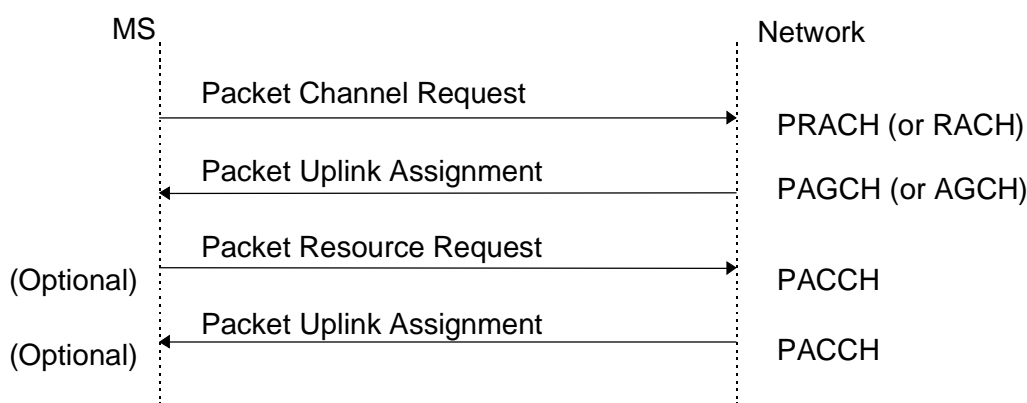 MS
Network
Packet Channel Request
PRACH (or RACH)
Packet Uplink Assignment
PAGCH (or AGCH)
Packet Resource Request
(Optional)
PACCH
Packet Uplink Assignment
(Optional)
PACCH